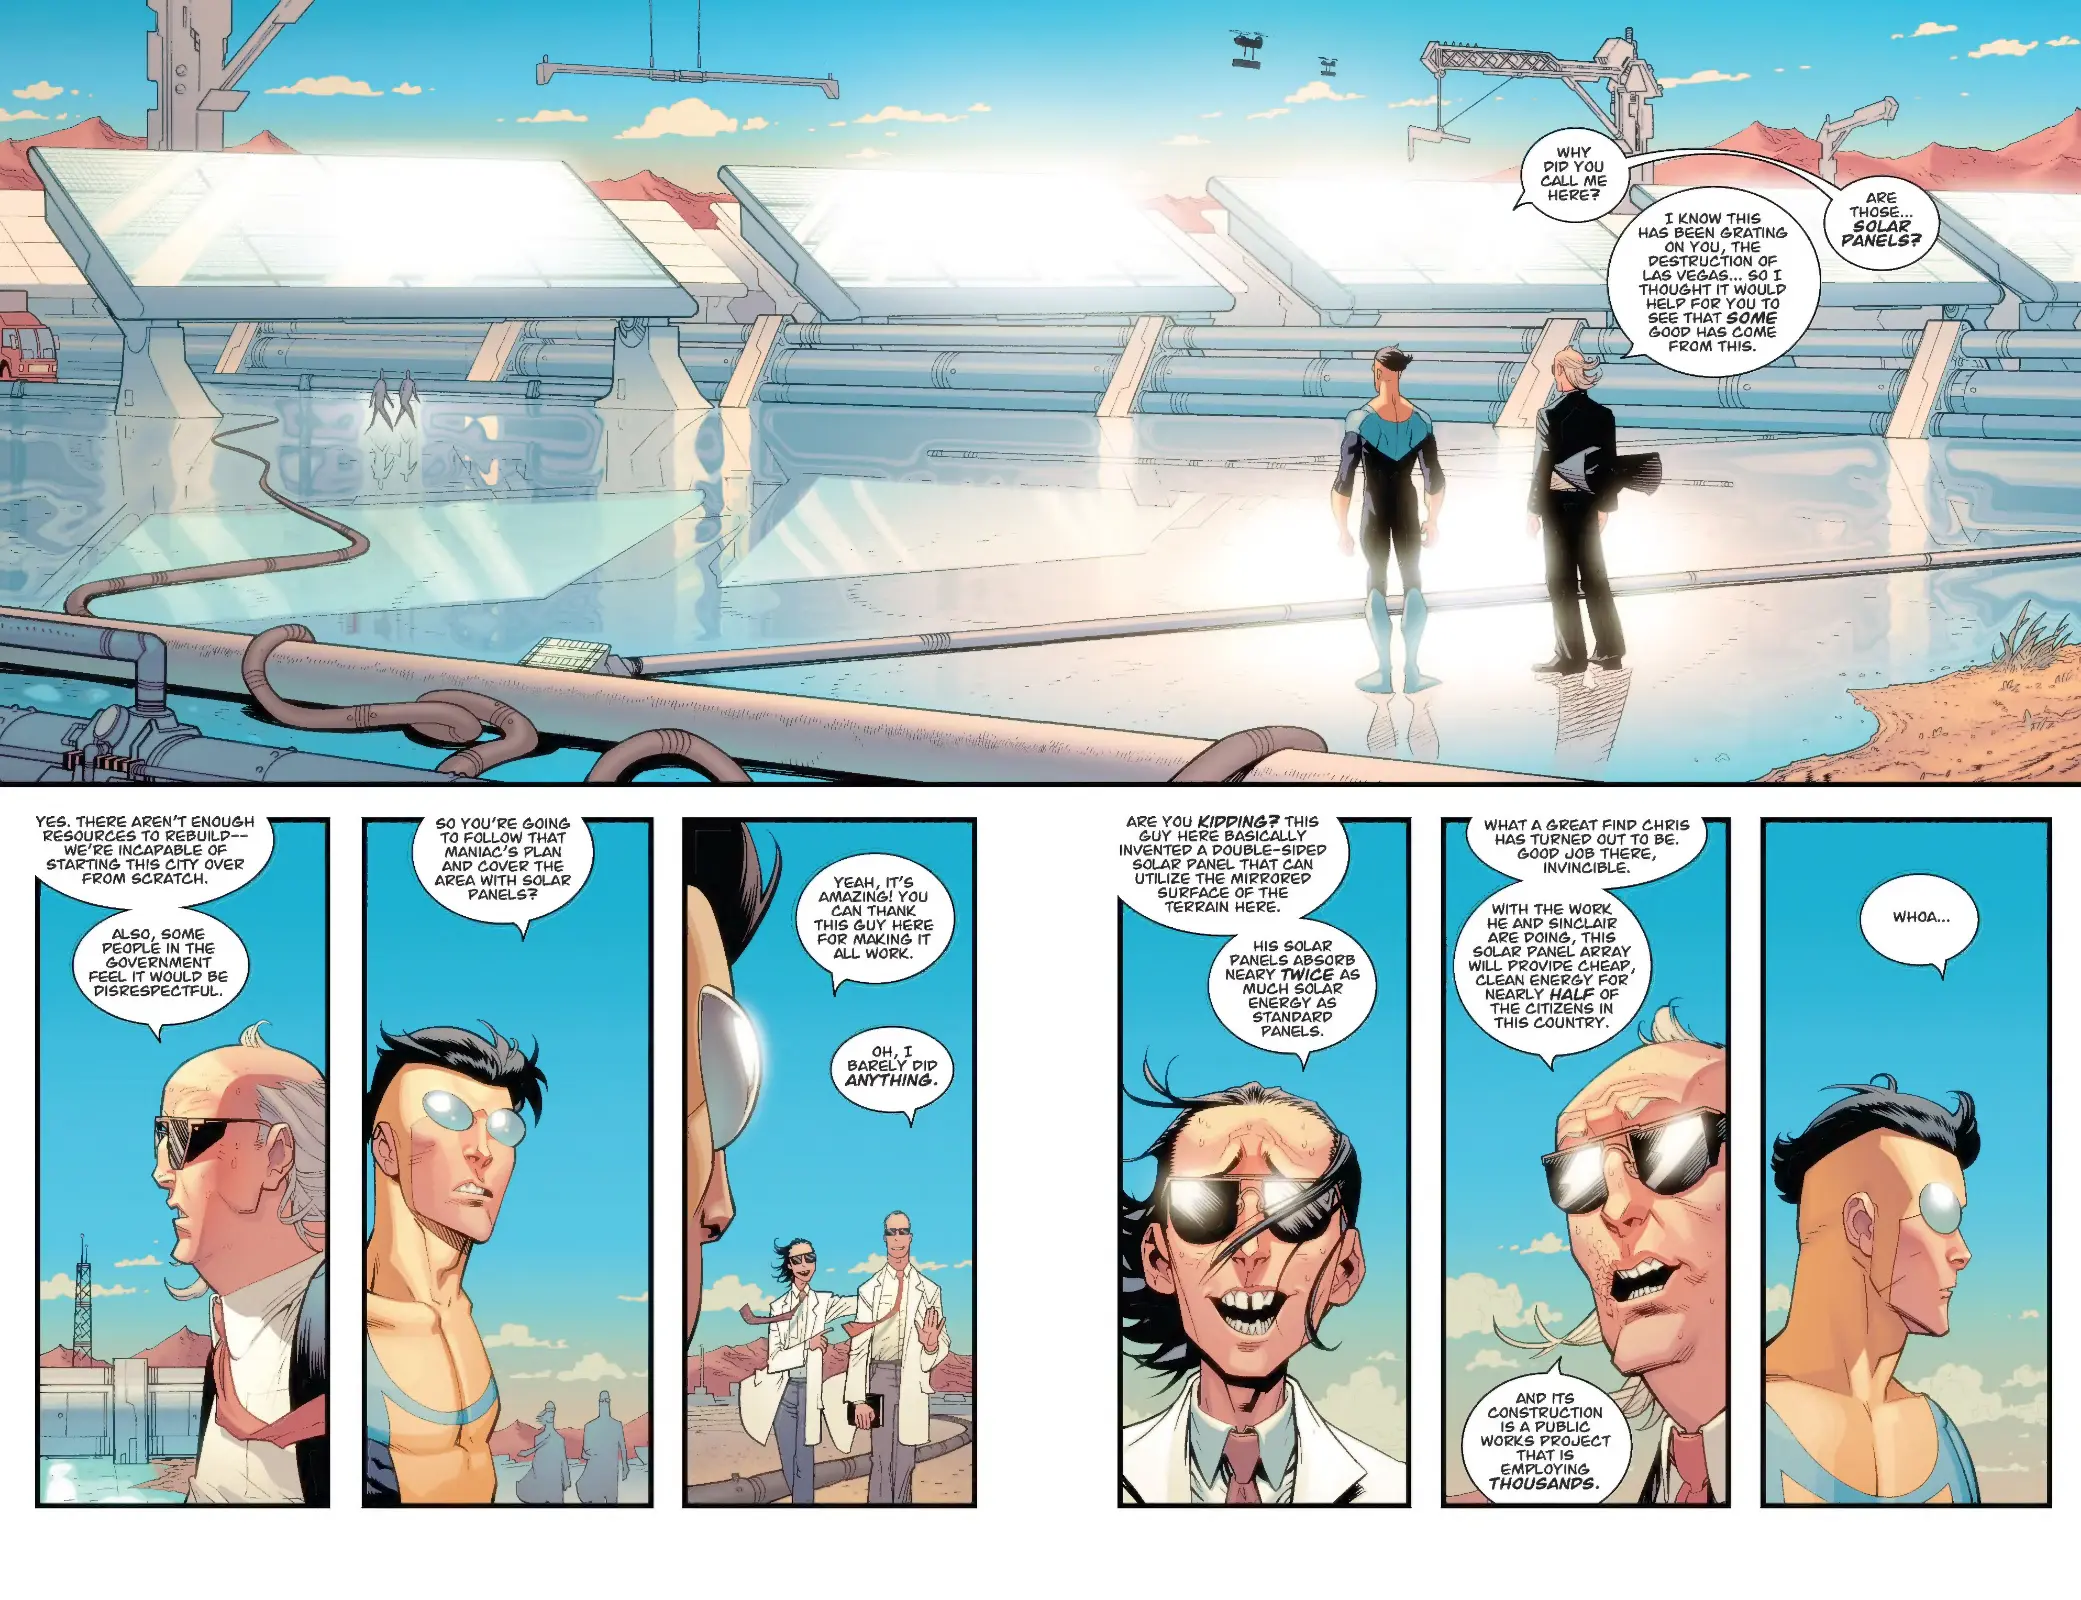 WHY
DID YOU
CALL ME
HERE?
ARE
THOSE...
SOLAR
PANELS?
I KNOW THIS
HAS BEEN GRATING
ON YOU, THE
DESTRUCTION OF
LAS VEGAS... SO I
THOUGHT IT WOULD
HELP FOR YOU TO
SEE THAT SOME
GOOD HAS COME
FROM THIS.
YES. THERE AREN'T ENOUGH
RESOURCES TO REBUILD--
WE'RE INCAPABLE OF
STARTING THIS CITY OVER
FROM SCRATCH.
ALSO, SOME
PEOPLE IN THE
GOVERNMENT
FEEL IT WOULD BE
DISRESPECTFUL.
SO YOU'RE GOING
TO FOLLOW THAT
MANIAC'S PLAN
AND COVER THE
AREA WITH SOLAR
PANELS?
YEAH, IT'S
AMAZING! YOU
CAN THANK
THIS GUY HERE
FOR MAKING IT
ALL WORK.
OH, I
BARELY DID
ANYTHING.
ARE YOU KIDDING? THIS
GUY HERE BASICALLY
INVENTED A DOUBLE-SIDED
SOLAR PANEL THAT CAN
UTILIZE THE MIRRORED
SURFACE OF THE
TERRAIN HERE.
HIS SOLAR
PANELS ABSORB
NEARY TWICE AS
MUCH SOLAR
ENERGY AS
STANDARD
PANELS.
WHAT A GREAT FIND CHRIS
HAS TURNED OUT TO BE.
GOOD JOB THERE,
INVINCIBLE.
WITH THE WORK
HE AND SINCLAIR
ARE DOING, THIS
SOLAR PANEL ARRAY
WILL PROVIDE CHEAP,
CLEAN ENERGY FOR
NEARLY HALF OF
THE CITIZENS IN
THIS COUNTRY.
AND ITS
CONSTRUCTION
IS A PUBLIC
WORKS PROJECT
THAT IS
EMPLOYING
THOUSANDS.
WHOA...